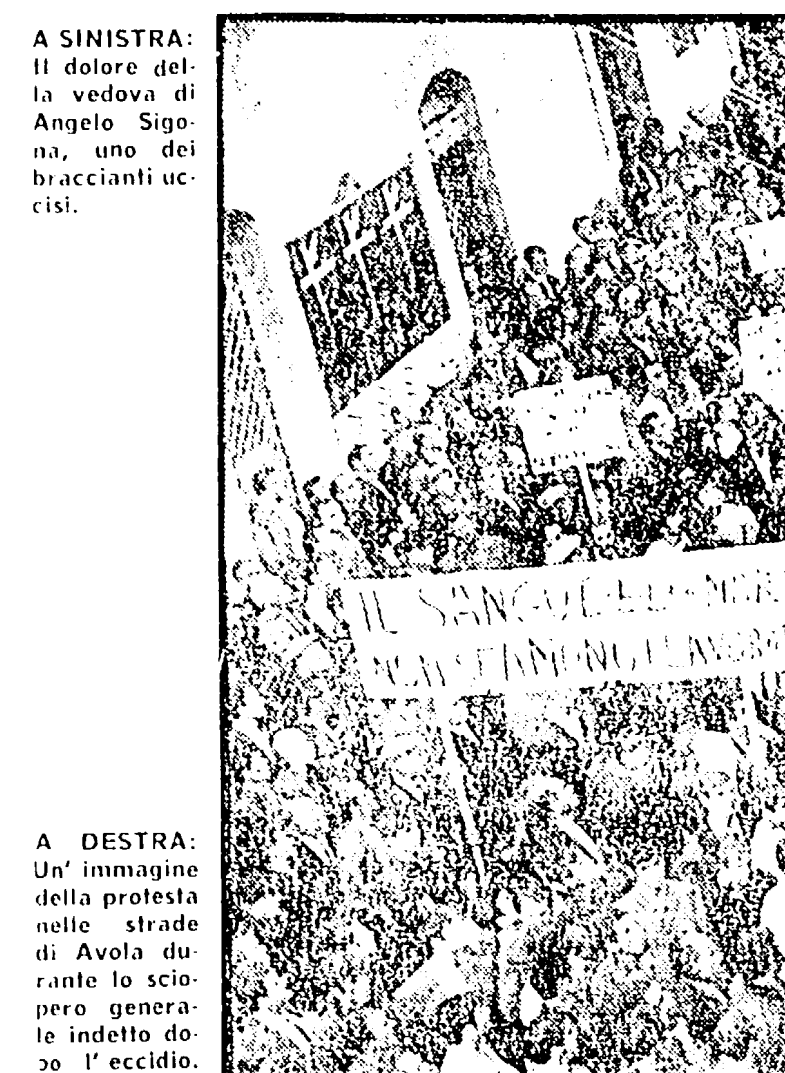 A SINISTRA:
Il dolore del-
la vedova di
Angelo Sigo-
na, uno dei
braccianti uc-
cisi.
IL SANGUE
A DESTRA:
Un' immagine
della protesta
nelle strade
di Avola du-
rante lo scio-
pero genera-
le indetto do-
po l' eccidio.